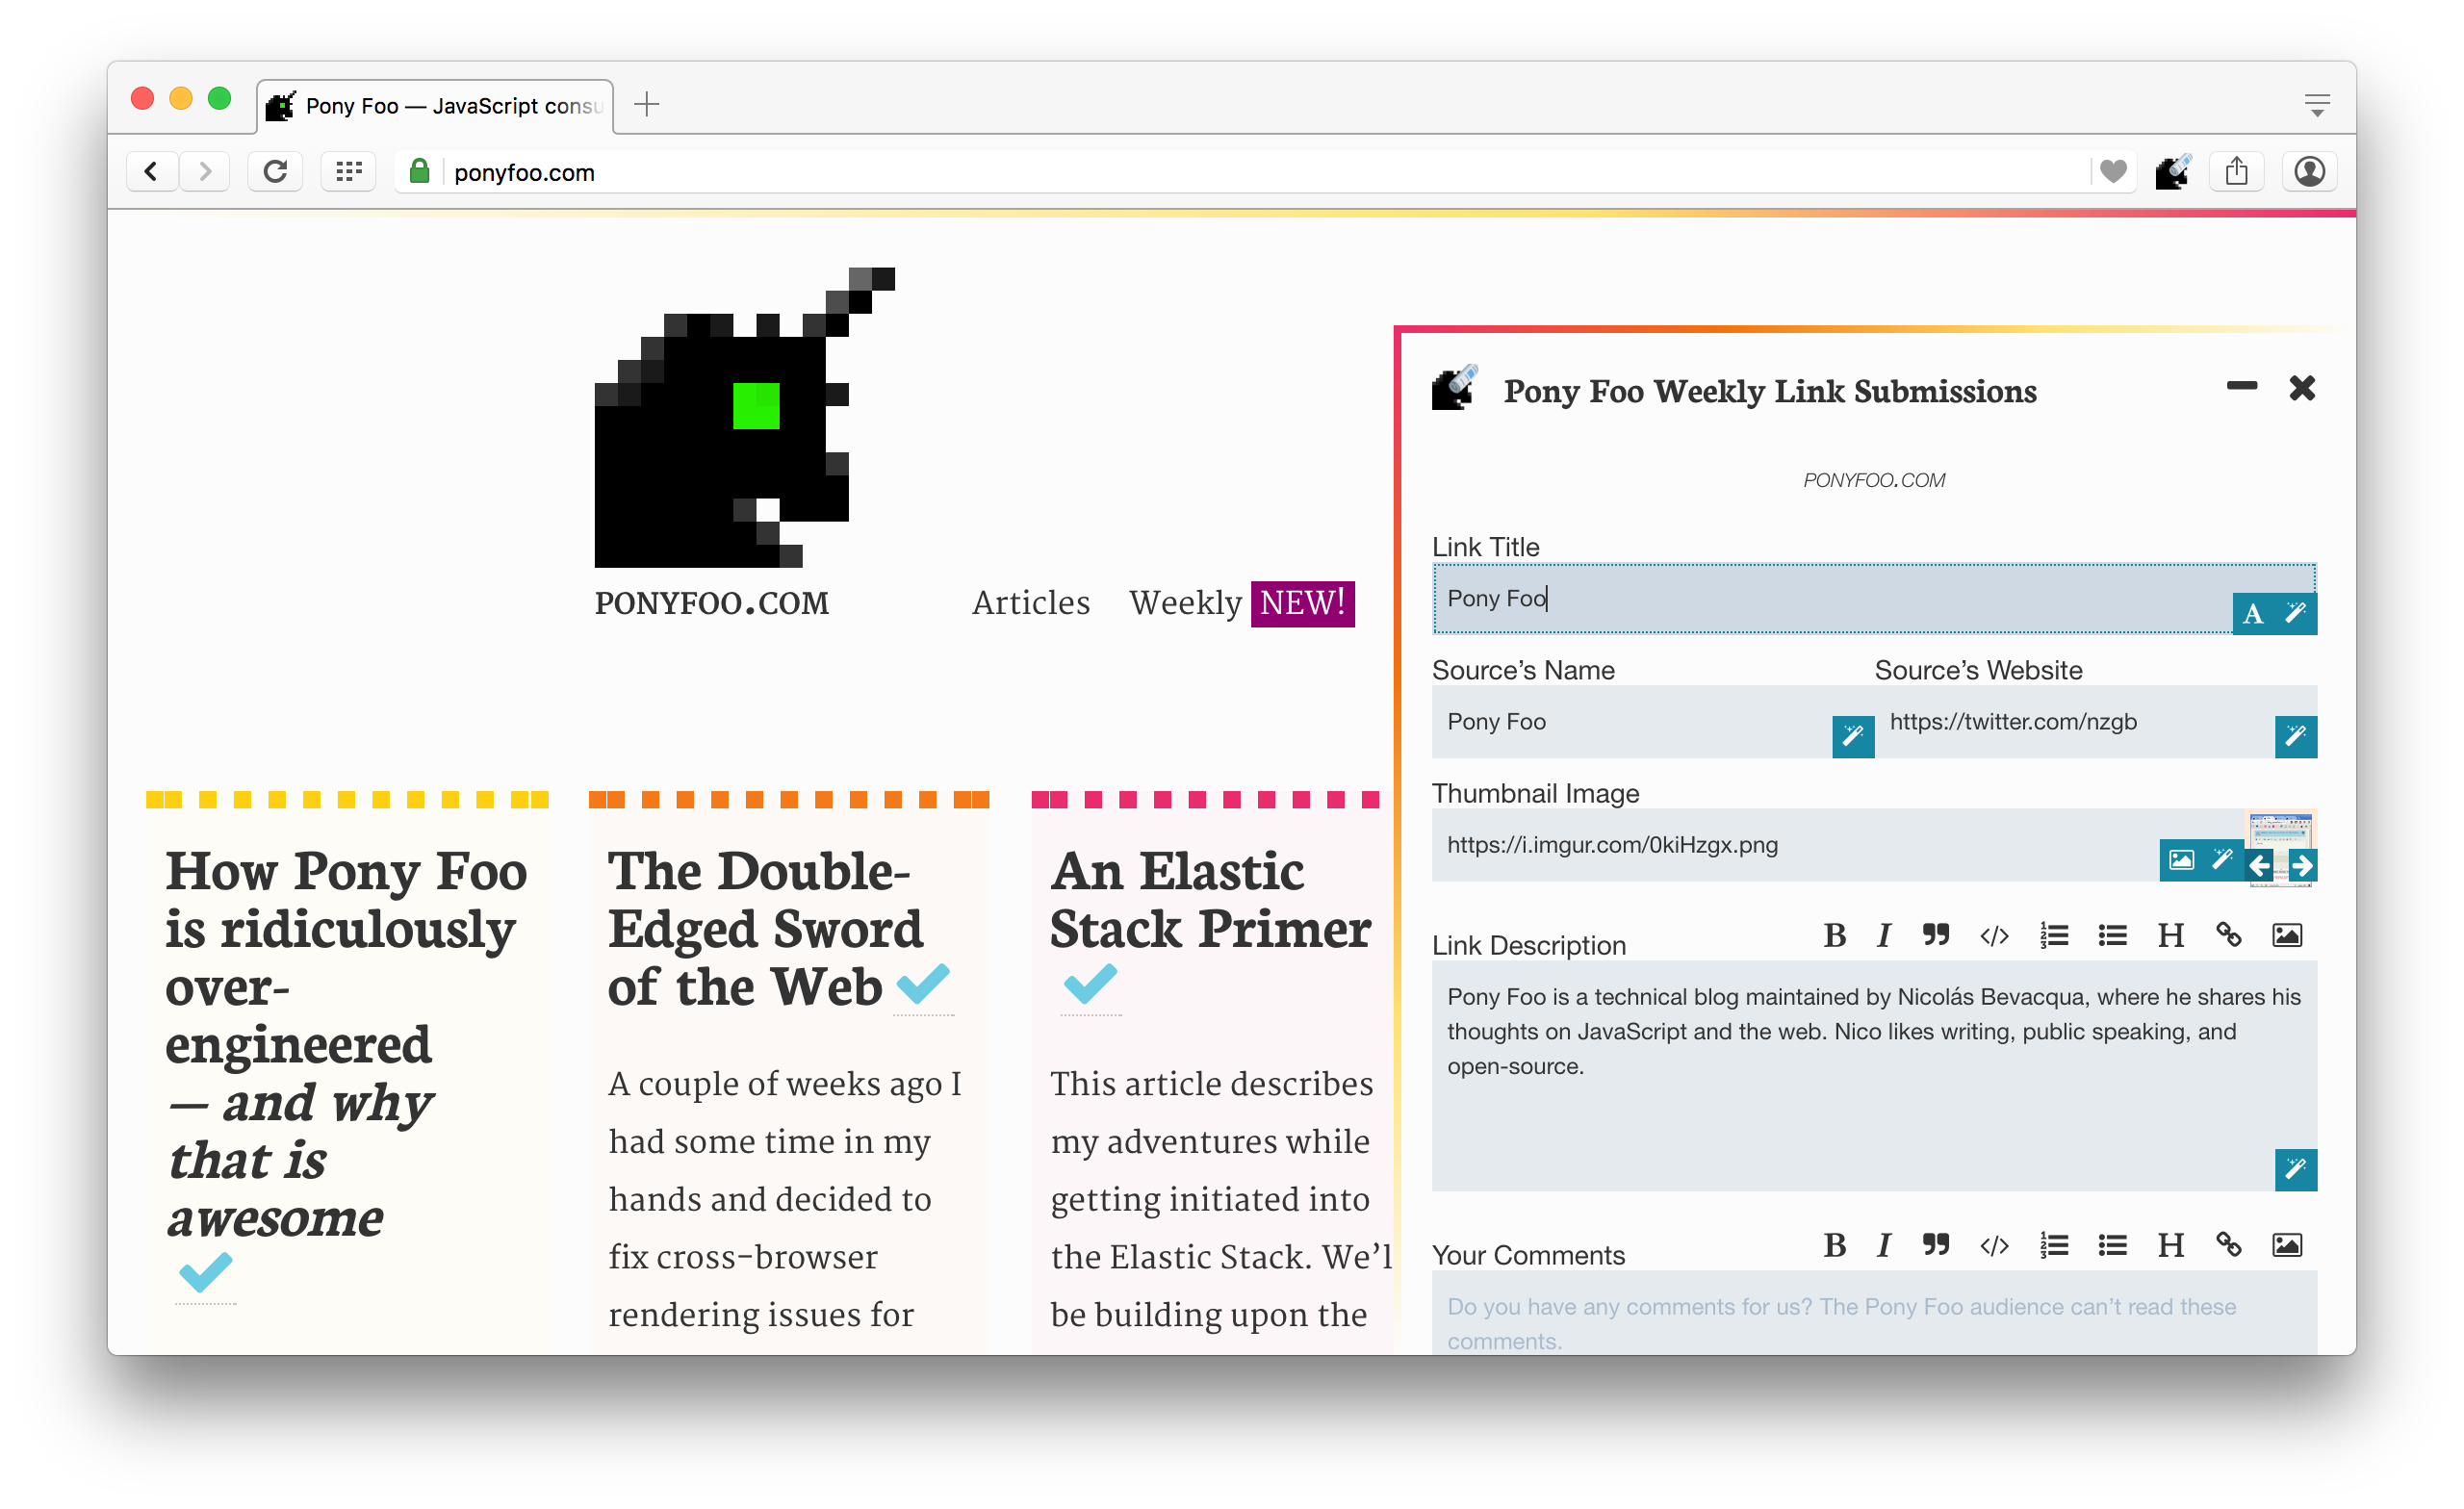 Pony Foo — JavaScript consu
ponyfoo.com
PONYFOO.COM
Articles
Weekly NEW!
How Pony Foo
is ridiculously
over-
engineered
— and why
that is
awesome
The Double-
Edged Sword
of the Web
A couple of weeks ago I
had some time in my
hands and decided to
fix cross-browser
rendering issues for
An Elastic
Stack Primer
This article describes
my adventures while
getting initiated into
the Elastic Stack. We’l
be building upon the
Pony Foo Weekly Link Submissions
PONYFOO.COM
Link Title
Pony Foo
A
Source’s Name
Source’s Website
Pony Foo
https://twitter.com/nzgb
Thumbnail Image
https://i.imgur.com/0kiHzgx.png
Link Description
B I H
Pony Foo is a technical blog maintained by Nicolás Bevacqua, where he shares his
thoughts on JavaScript and the web. Nico likes writing, public speaking, and
open-source.
Your Comments
B I H
Do you have any comments for us? The Pony Foo audience can’t read these
comments.